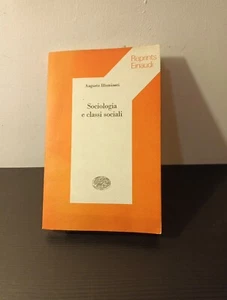 Reprints
Einaudi
Augusto Illuminati
Sociologia
e classi sociali